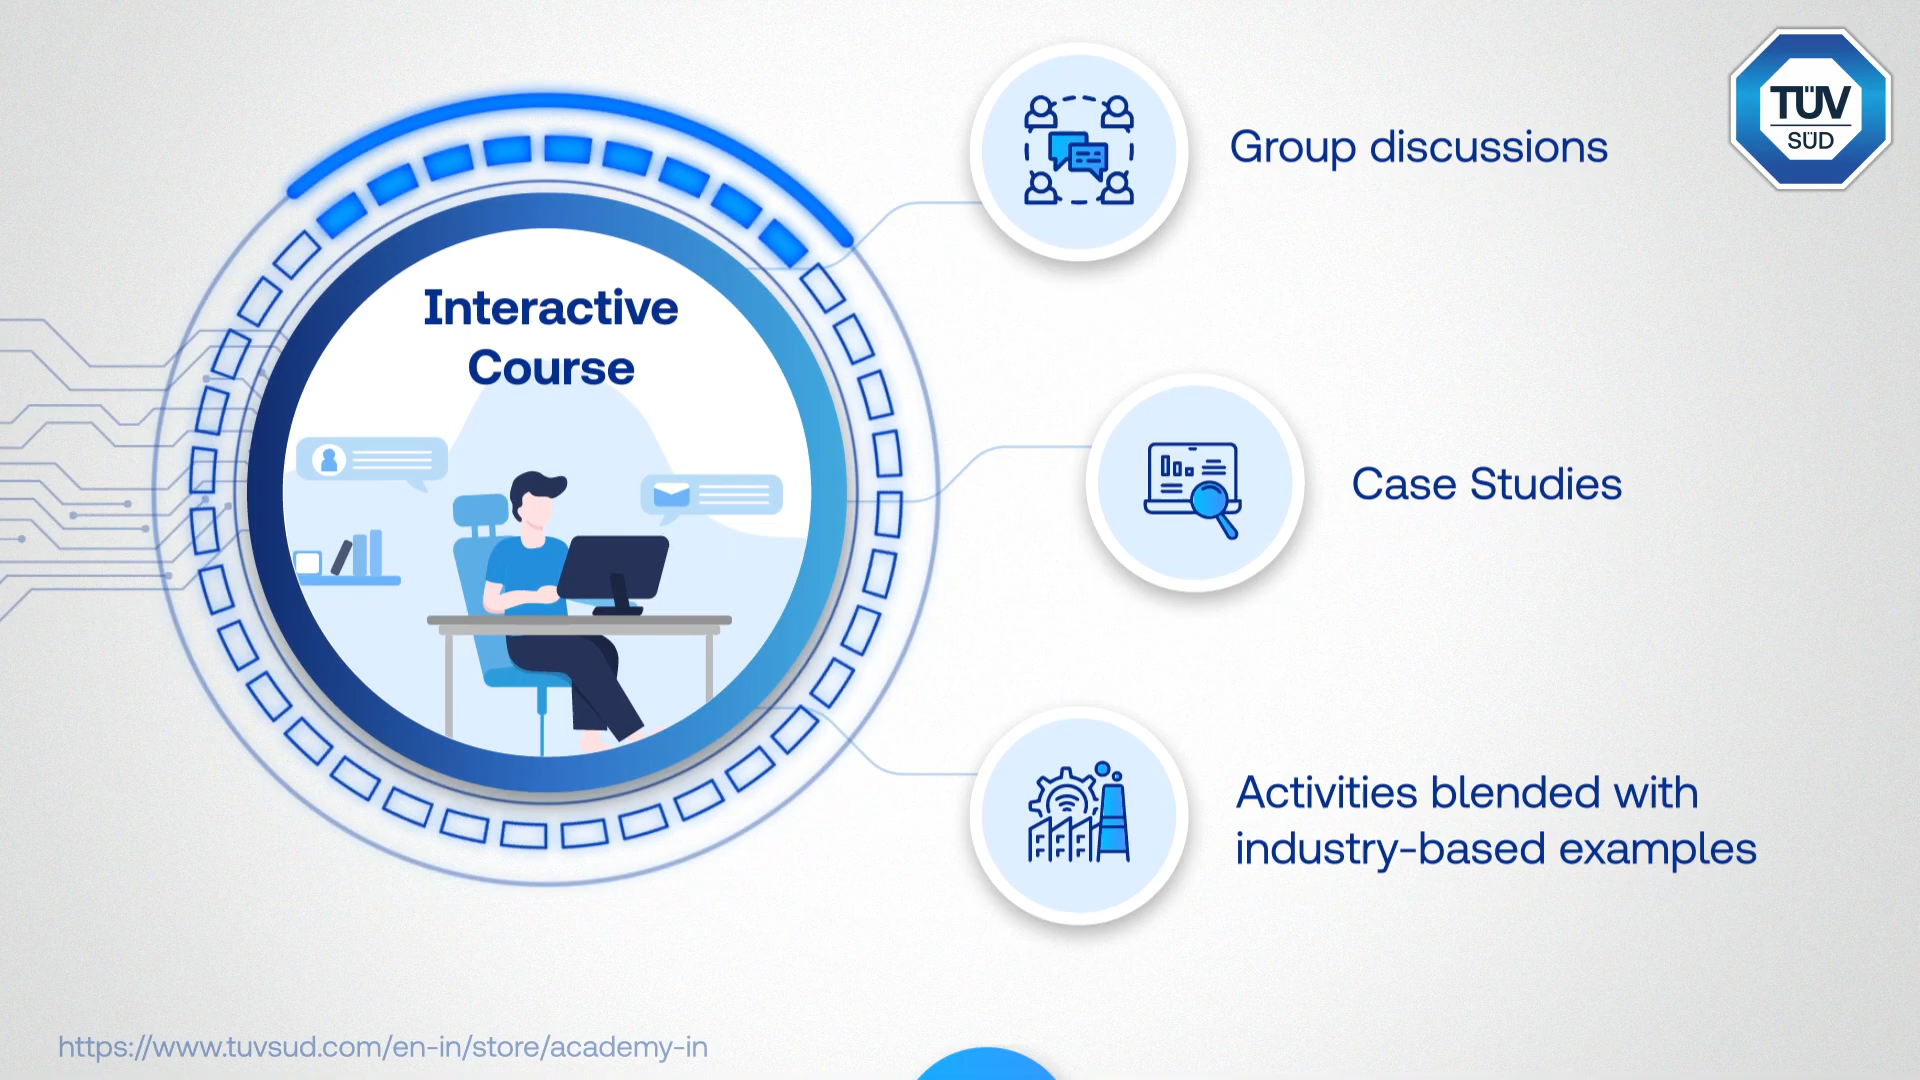 Interactive
Course
Group discussions
Case Studies
Activities blended with
industry-based examples
TÜV
SÜD
https://www.tuvsud.com/en-in/store/academy-in